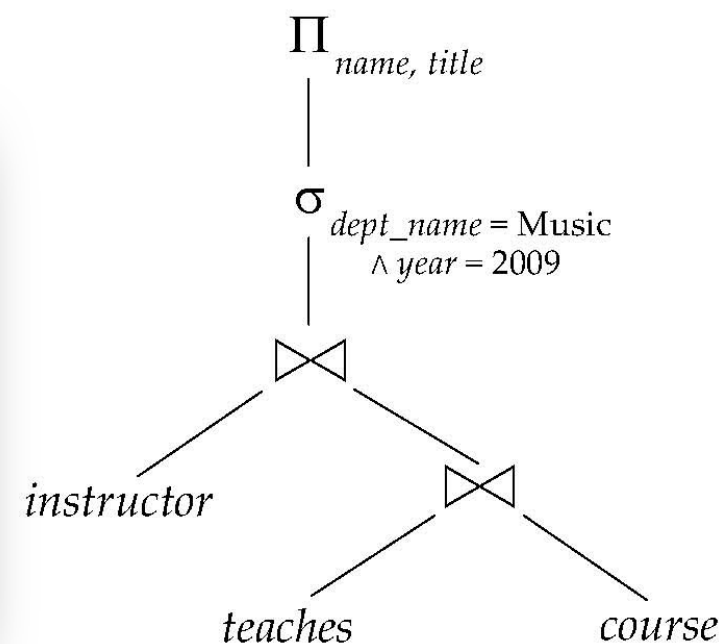 Π name, title
σ dept_name = Music
∧ year = 2009
⋈
instructor
⋈
teaches
course